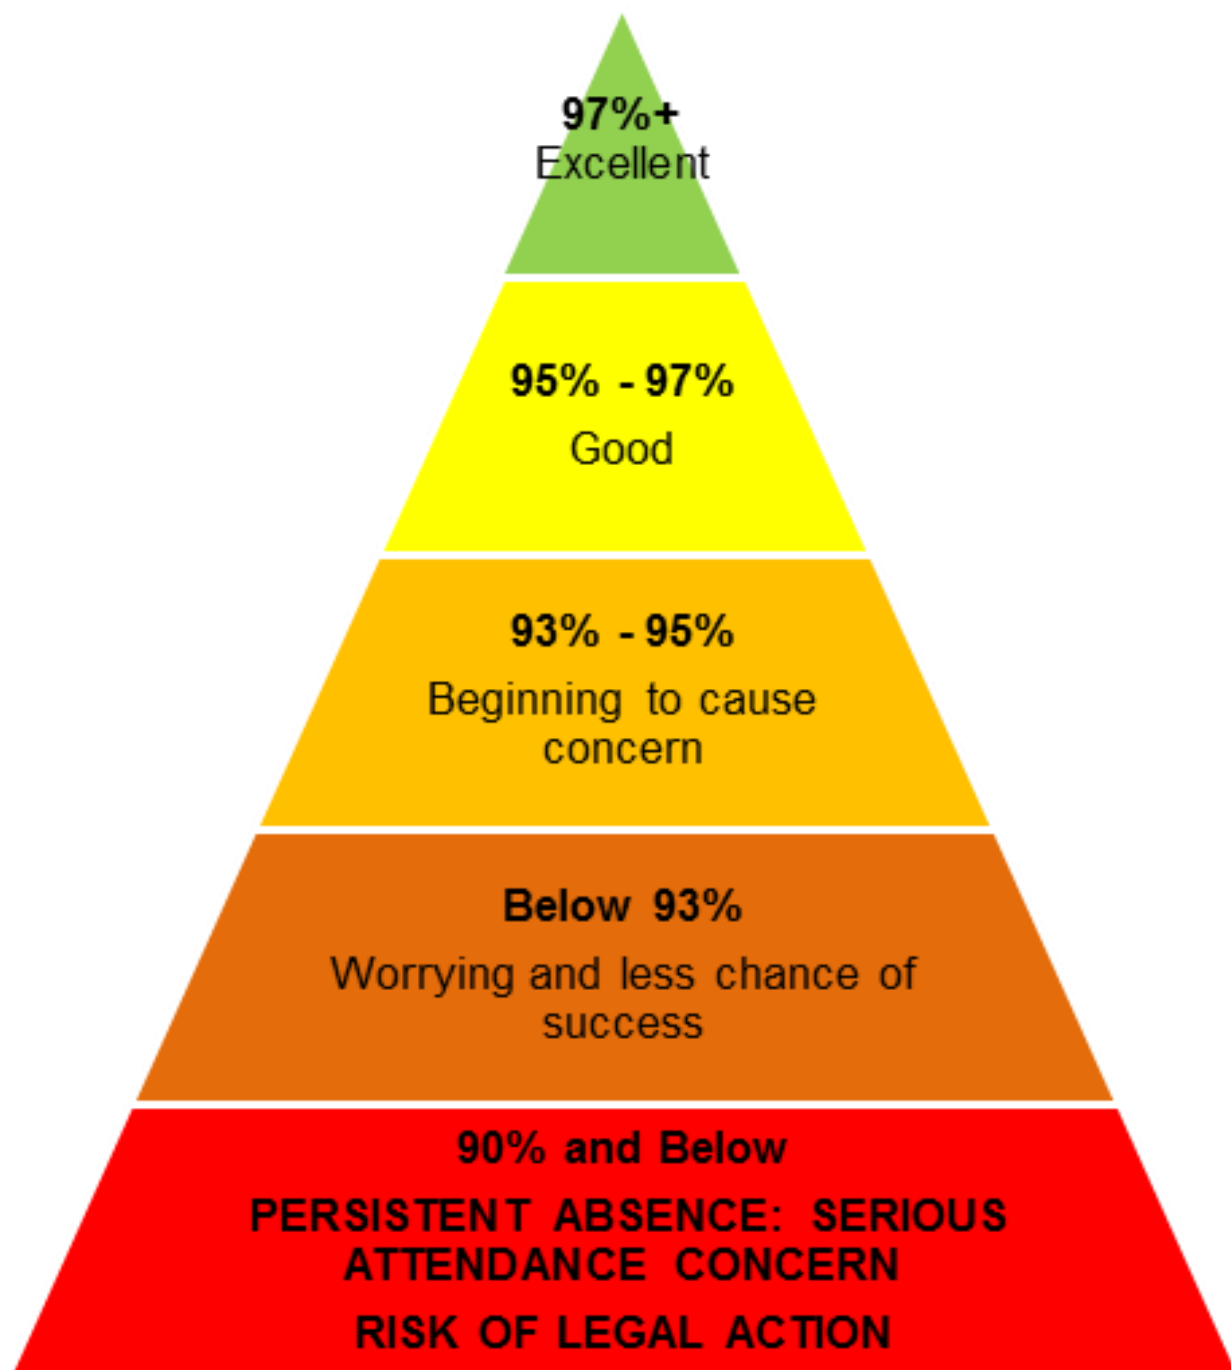 97%+
Excellent
95% - 97%
Good
93% - 95%
Beginning to cause
concern
Below 93%
Worrying and less chance of
success
90% and Below
PERSISTENT ABSENCE: SERIOUS
ATTENDANCE CONCERN
RISK OF LEGAL ACTION